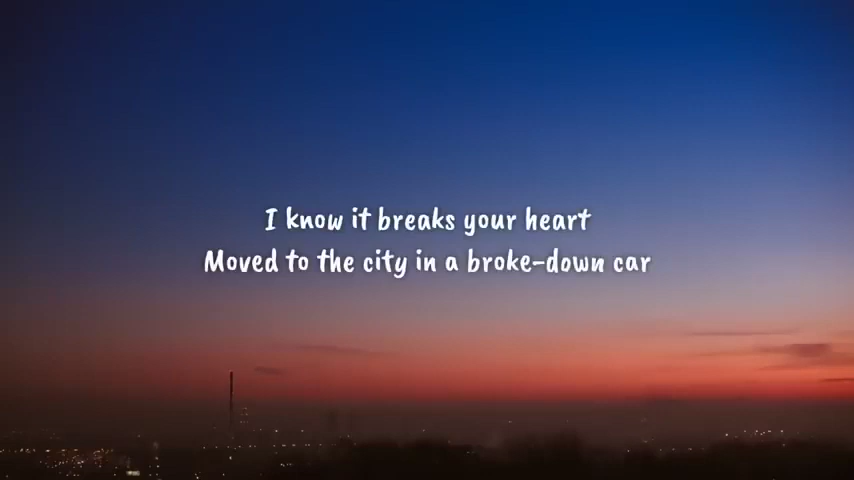 I know it breaks your heart
Moved to the city in a broke-down car